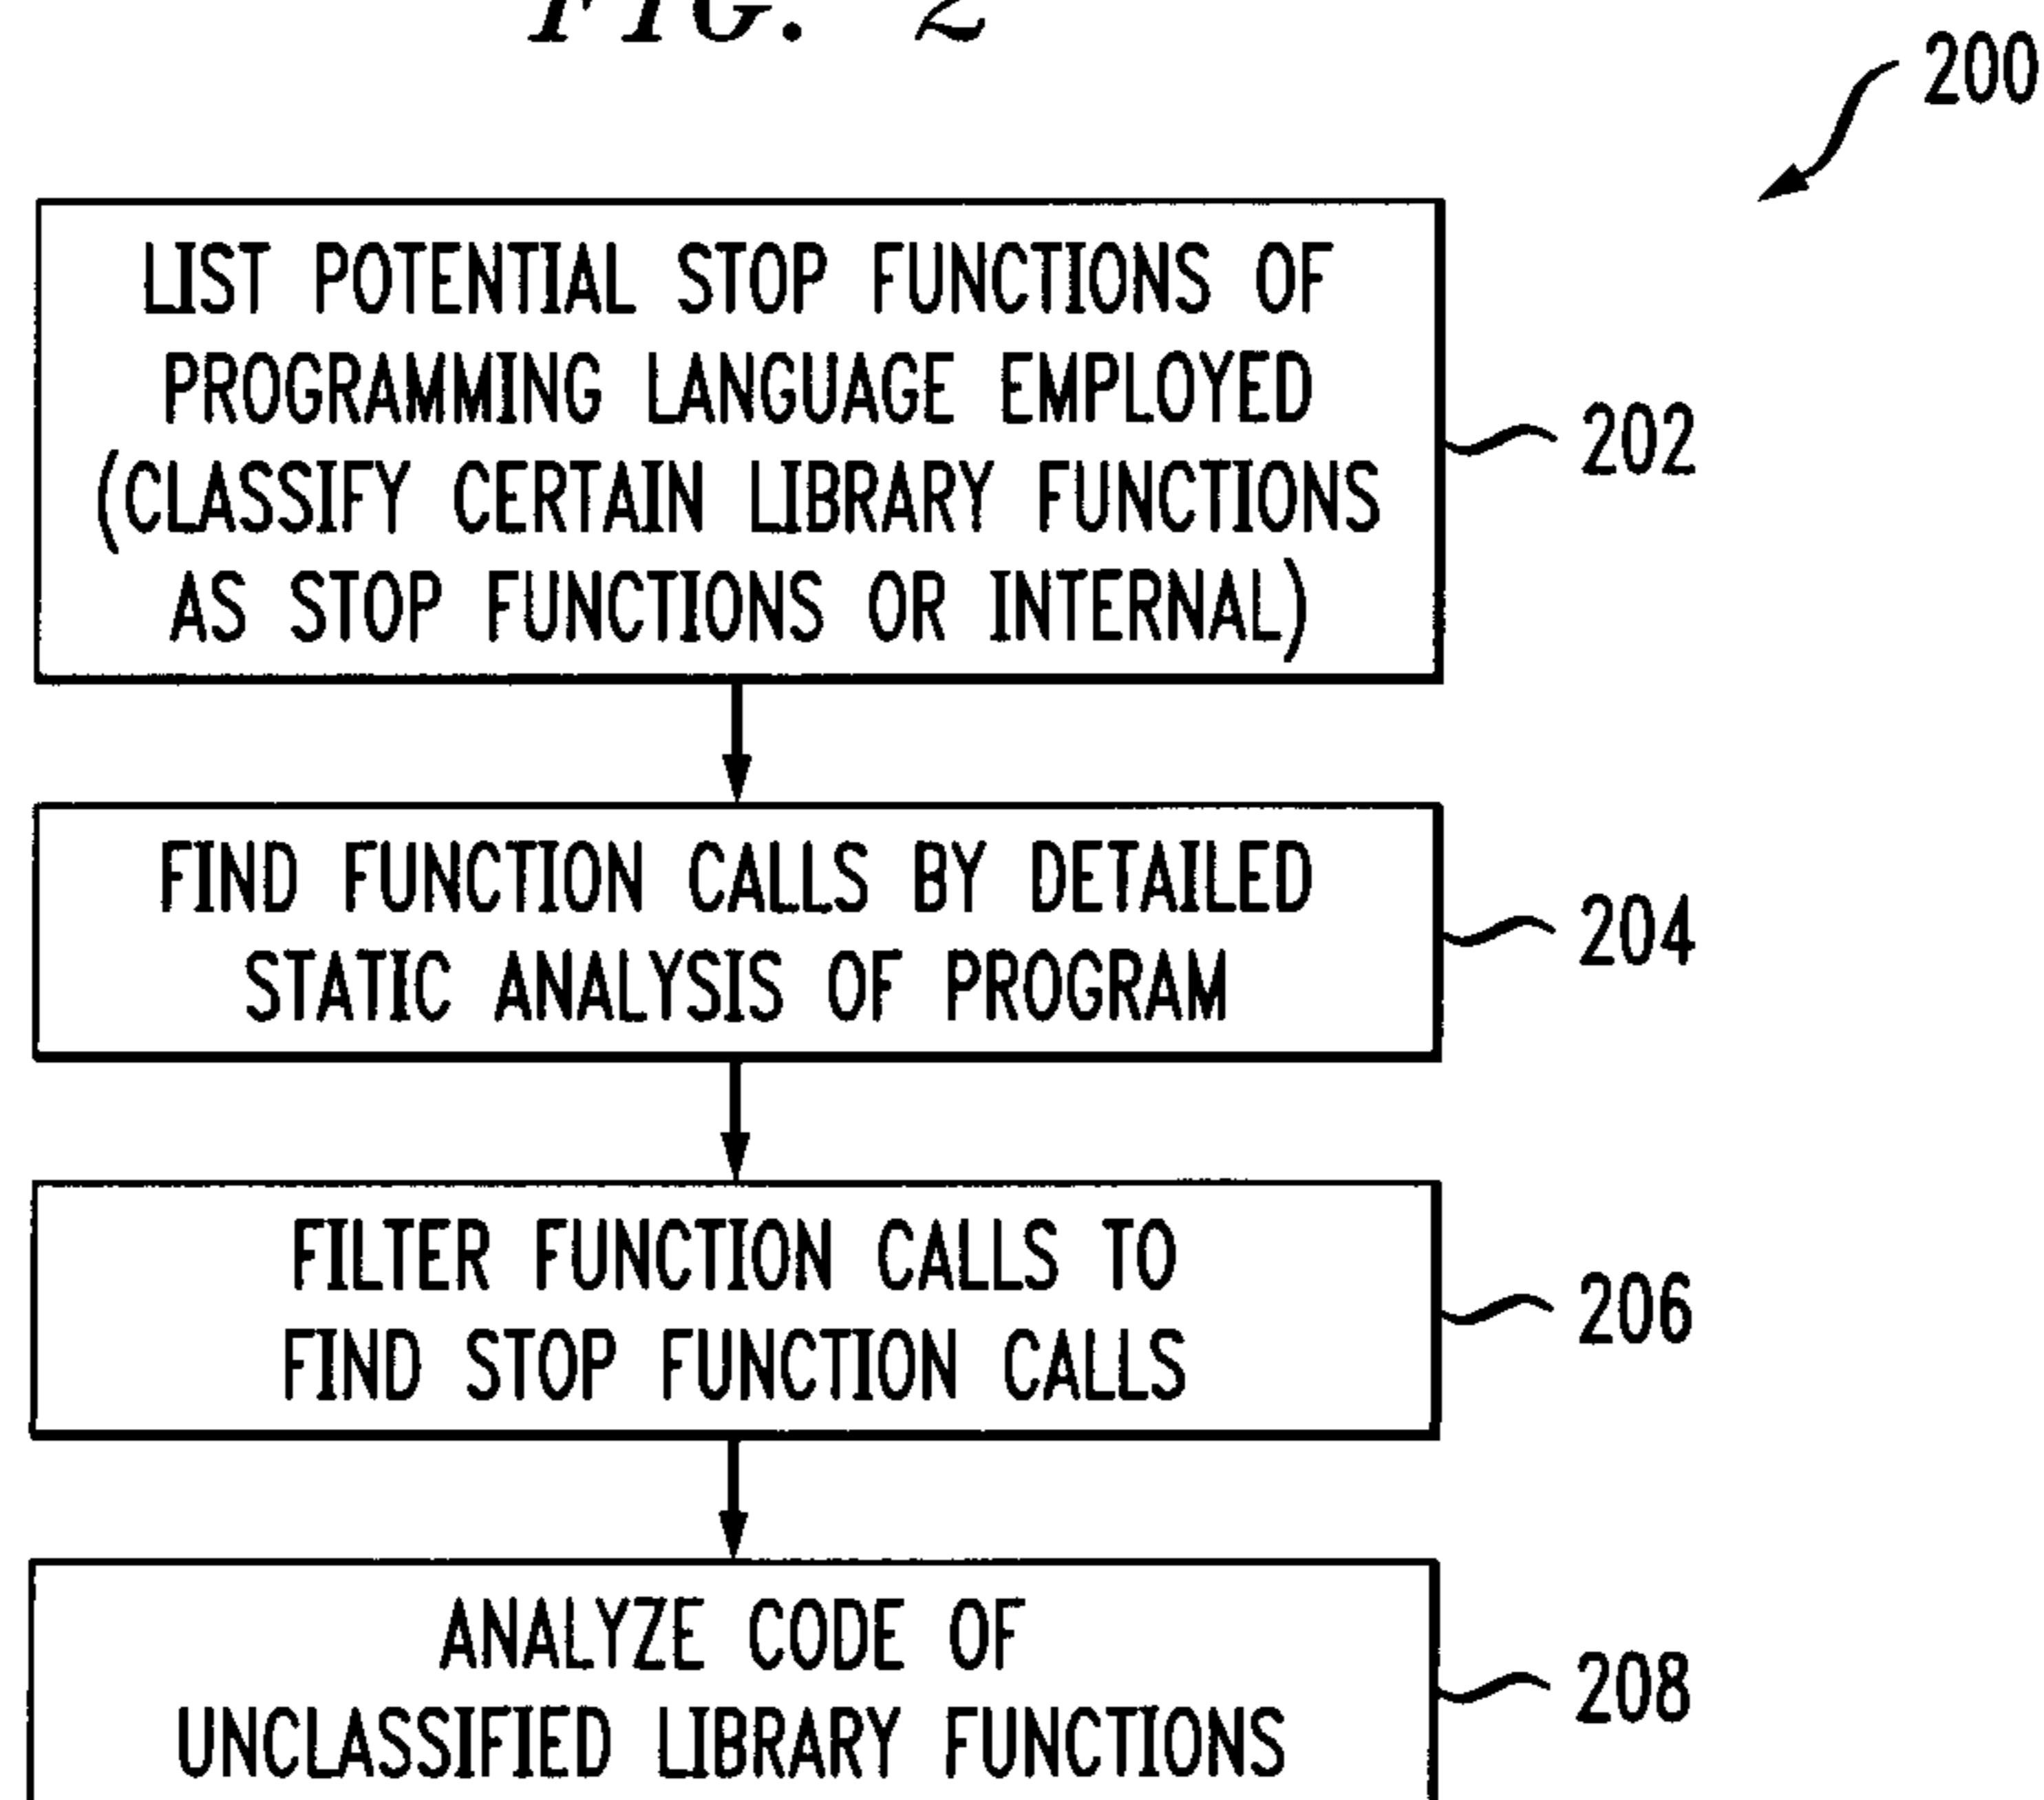 FIG. 2
200
LIST POTENTIAL STOP FUNCTIONS OF
PROGRAMMING LANGUAGE EMPLOYED
(CLASSIFY CERTAIN LIBRARY FUNCTIONS
AS STOP FUNCTIONS OR INTERNAL)
202
FIND FUNCTION CALLS BY DETAILED
STATIC ANALYSIS OF PROGRAM
204
FILTER FUNCTION CALLS TO
FIND STOP FUNCTION CALLS
206
ANALYZE CODE OF
UNCLASSIFIED LIBRARY FUNCTIONS
208